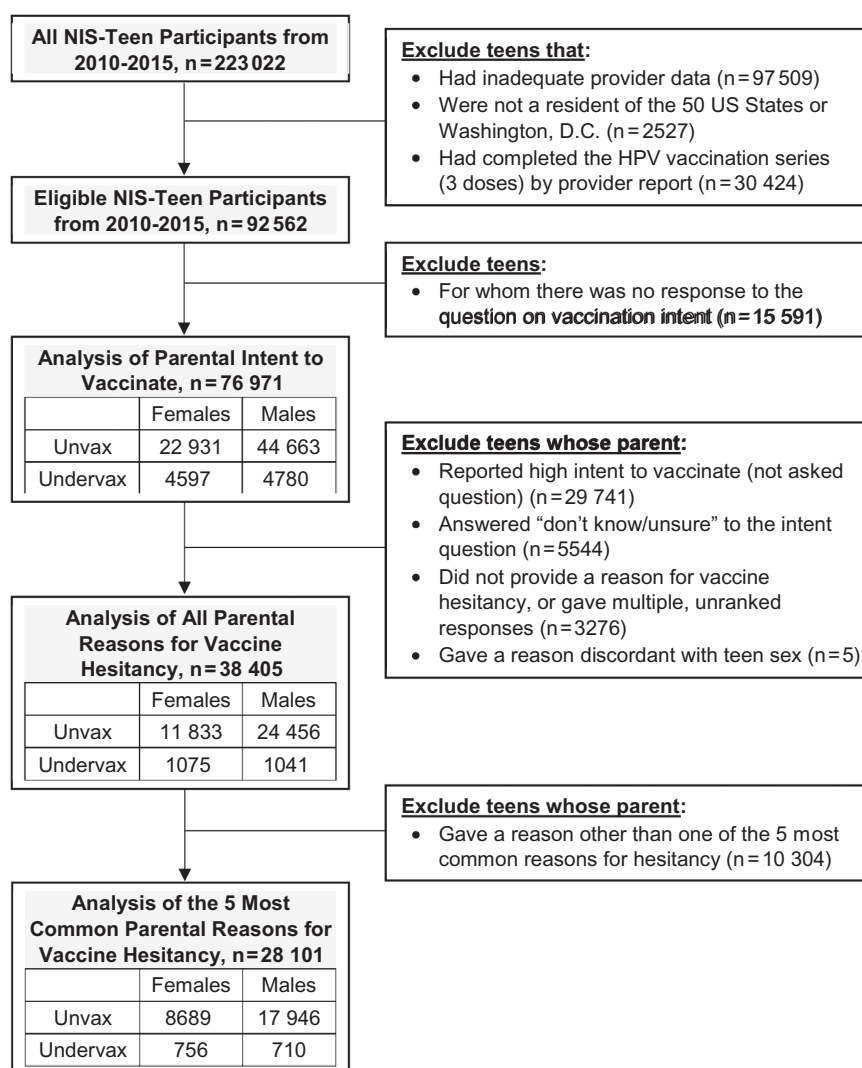 All NIS-Teen Participants from
2010-2015, n=223022
Exclude teens that:
• Had inadequate provider data (n=97509)
• Were not a resident of the 50 US States or
Washington, D.C. (n=2527)
• Had completed the HPV vaccination series
(3 doses) by provider report (n=30 424)
Eligible NIS-Teen Participants
from 2010-2015, n=92562
Exclude teens:
• For whom there was no response to the
question on vaccination intent (n=15 591)
Analysis of Parental Intent to
Vaccinate, n=76 971
Females Males
Unvax 22 931 44 663
Undervax 4597 4780
Exclude teens whose parent:
• Reported high intent to vaccinate (not asked
question) (n=29 741)
• Answered “don’t know/unsure” to the intent
question (n=5544)
• Did not provide a reason for vaccine
hesitancy, or gave multiple, unranked
responses (n=3276)
• Gave a reason discordant with teen sex (n=5)
Analysis of All Parental
Reasons for Vaccine
Hesitancy, n=38 405
Females Males
Unvax 11 833 24 456
Undervax 1075 1041
Exclude teens whose parent:
• Gave a reason other than one of the 5 most
common reasons for hesitancy (n=10 304)
Analysis of the 5 Most
Common Parental Reasons for
Vaccine Hesitancy, n=28 101
Females Males
Unvax 8689 17 946
Undervax 756 710